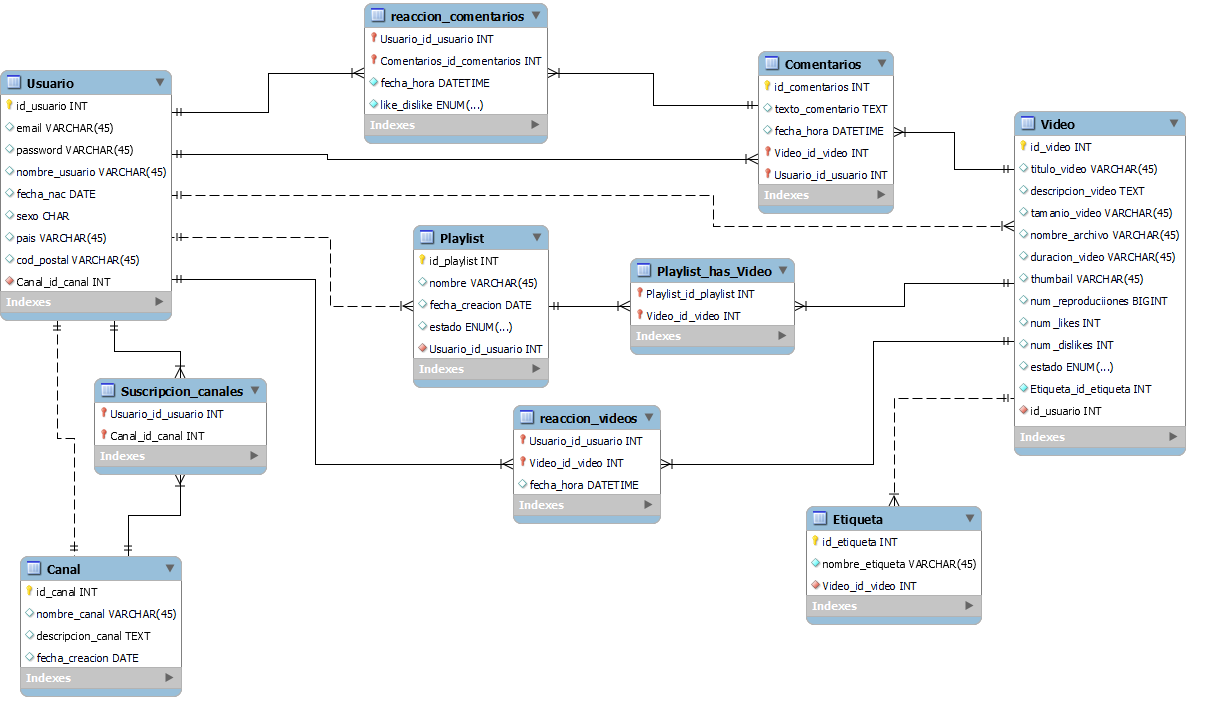 reaccion_comentarios
Usuario_id_usuario INT
Comentarios_id_comentarios INT
fecha_hora DATETIME
like_dislike ENUM(...)
Indexes
Usuario
id_usuario INT
email VARCHAR(45)
password VARCHAR(45)
nombre_usuario VARCHAR(45)
fecha_nac DATE
sexo CHAR
pais VARCHAR(45)
cod_postal VARCHAR(45)
Canal_id_canal INT
Indexes
Comentarios
id_comentarios INT
texto_comentario TEXT
fecha_hora DATETIME
Video_id_video INT
Usuario_id_usuario INT
Indexes
Video
id_video INT
titulo_video VARCHAR(45)
descripcion_video TEXT
tamanio_video VARCHAR(45)
nombre_archivo VARCHAR(45)
duracion_video VARCHAR(45)
thumbail VARCHAR(45)
num_reproduciiones BIGINT
num_likes INT
num_dislikes INT
estado ENUM(...)
Etiqueta_id_etiqueta INT
id_usuario INT
Indexes
Playlist
id_playlist INT
nombre VARCHAR(45)
fecha_creacion DATE
estado ENUM(...)
Usuario_id_usuario INT
Indexes
Playlist_has_Video
Playlist_id_playlist INT
Video_id_video INT
Indexes
Suscripcion_canales
Usuario_id_usuario INT
Canal_id_canal INT
Indexes
reaccion_videos
Usuario_id_usuario INT
Video_id_video INT
fecha_hora DATETIME
Indexes
Etiqueta
id_etiqueta INT
nombre_etiqueta VARCHAR(45)
Video_id_video INT
Indexes
Canal
id_canal INT
nombre_canal VARCHAR(45)
descripcion_canal TEXT
fecha_creacion DATE
Indexes